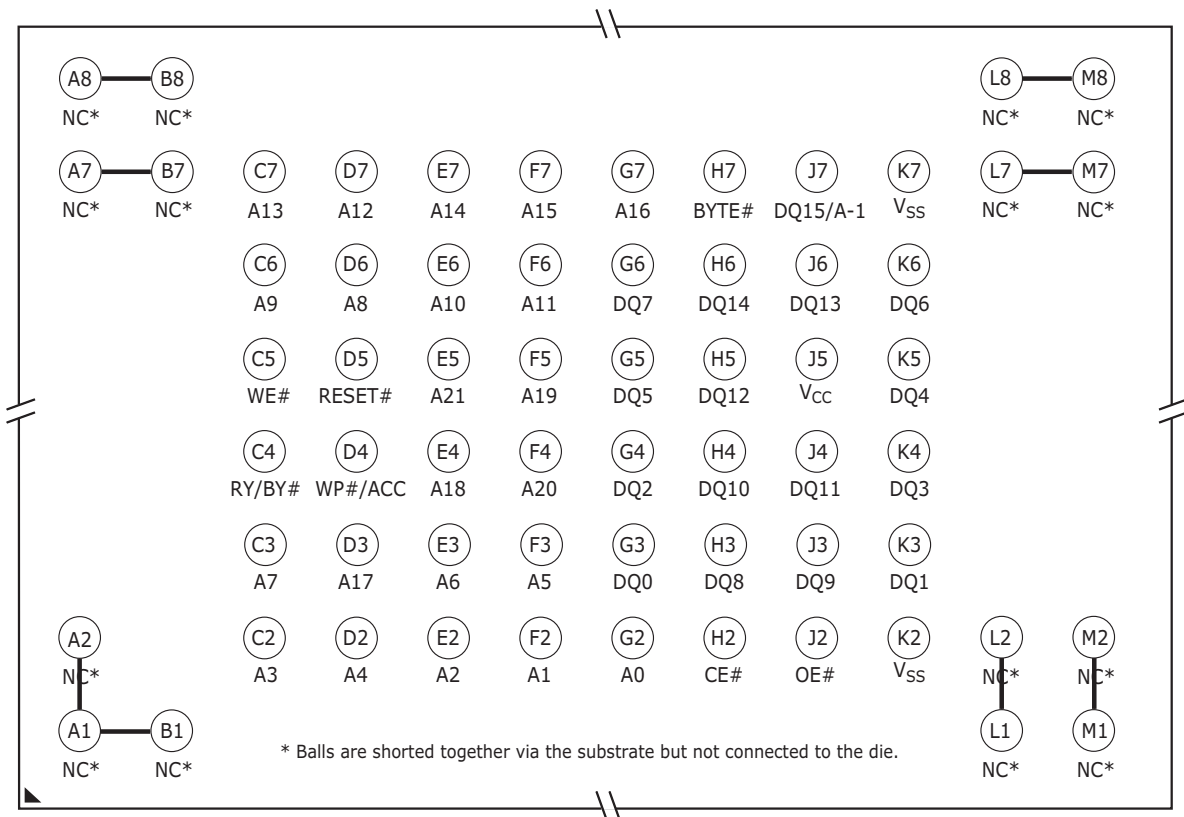 A8 B8 L8 M8
NC* NC* NC* NC*
A7 B7 C7 D7 E7 F7 G7 H7 J7 K7 L7 M7
NC* NC* A13 A12 A14 A15 A16 BYTE# DQ15/A-1 VSS NC* NC*
C6 D6 E6 F6 G6 H6 J6 K6
A9 A8 A10 A11 DQ7 DQ14 DQ13 DQ6
C5 D5 E5 F5 G5 H5 J5 K5
WE# RESET# A21 A19 DQ5 DQ12 VCC DQ4
C4 D4 E4 F4 G4 H4 J4 K4
RY/BY# WP#/ACC A18 A20 DQ2 DQ10 DQ11 DQ3
C3 D3 E3 F3 G3 H3 J3 K3
A7 A17 A6 A5 DQ0 DQ8 DQ9 DQ1
A2 C2 D2 E2 F2 G2 H2 J2 K2 L2 M2
NC* A3 A4 A2 A1 A0 CE# OE# VSS NC* NC*
A1 B1 L1 M1
* Balls are shorted together via the substrate but not connected to the die.
NC* NC* NC* NC*